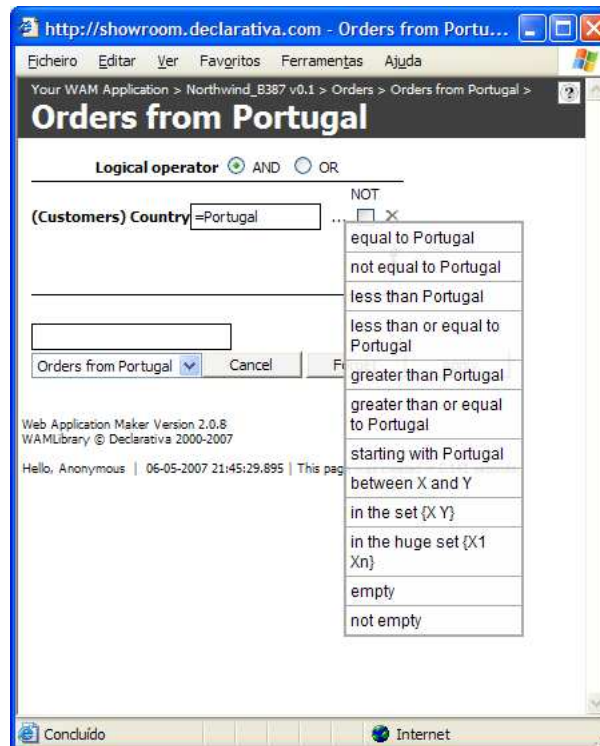 http://showroom.declarativa.com - Orders from Portu...
Ficheiro Editar Ver Favoritos Ferramentas Ajuda
Your WAM Application > Northwind_B387 v0.1 > Orders > Orders from Portugal >
?
Orders from Portugal
Logical operator AND OR
NOT
(Customers) Country =Portugal ...
equal to Portugal
not equal to Portugal
less than Portugal
less than or equal to
Portugal
greater than Portugal
greater than or equal
to Portugal
starting with Portugal
between X and Y
in the set {X Y}
in the huge set {X1
Xn}
empty
not empty
Orders from Portugal Cancel
Web Application Maker Version 2.0.8
WAMLibrary © Declarativa 2000-2007
Hello, Anonymous | 06-05-2007 21:45:29.895 | This pag
Concluído Internet